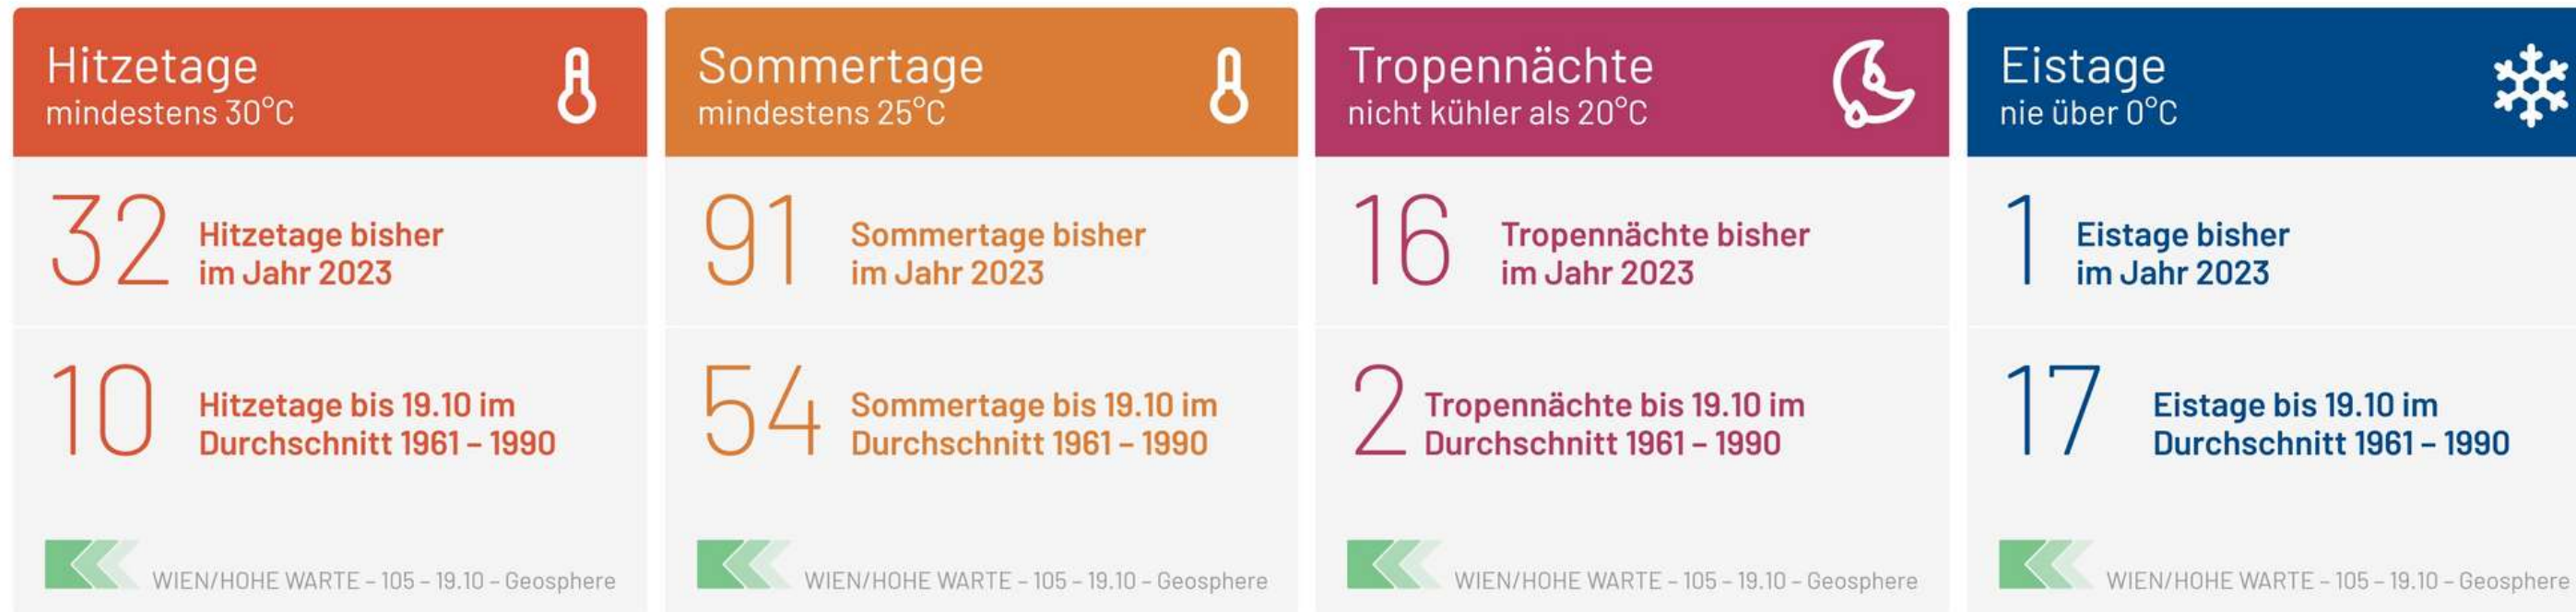 Hitzetage
mindestens 30°C
32
Hitzetage bisher
im Jahr 2023
10
Hitzetage bis 19.10 im
Durchschnitt 1961 – 1990
WIEN/HOHE WARTE – 105 – 19.10 – Geosphere
Sommertage
mindestens 25°C
91
Sommertage bisher
im Jahr 2023
54
Sommertage bis 19.10 im
Durchschnitt 1961 – 1990
WIEN/HOHE WARTE – 105 – 19.10 – Geosphere
Tropennächte
nicht kühler als 20°C
16
Tropennächte bisher
im Jahr 2023
2
Tropennächte bis 19.10 im
Durchschnitt 1961 – 1990
WIEN/HOHE WARTE – 105 – 19.10 – Geosphere
Eistage
nie über 0°C
1
Eistage bisher
im Jahr 2023
17
Eistage bis 19.10 im
Durchschnitt 1961 – 1990
WIEN/HOHE WARTE – 105 – 19.10 – Geosphere